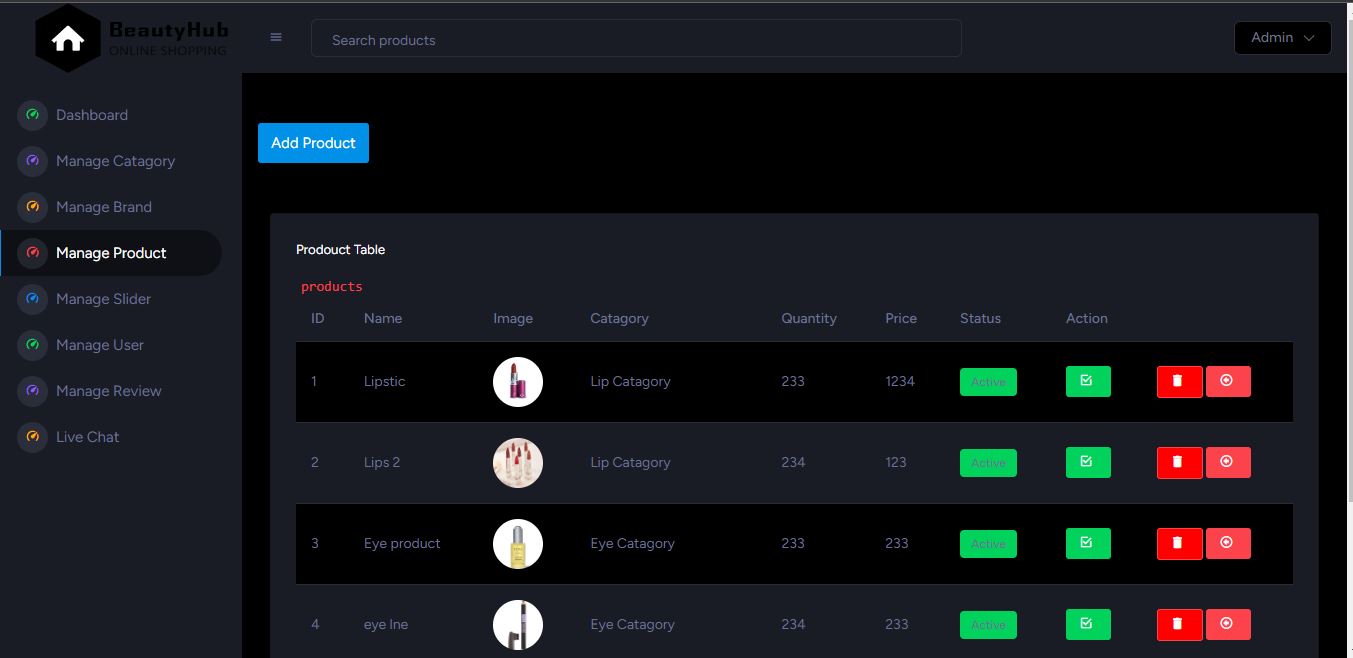 BeautyHub
ONLINE SHOPPING
Search products
Admin
Dashboard
Manage Catagory
Manage Brand
Manage Product
Manage Slider
Manage User
Manage Review
Live Chat
Add Product
Prodouct Table
products
ID Name Image Catagory Quantity Price Status Action
1 Lipstic Lip Catagory 233 1234 Active
2 Lips 2 Lip Catagory 234 123 Active
3 Eye product Eye Catagory 233 233 Active
4 eye lne Eye Catagory 234 233 Active